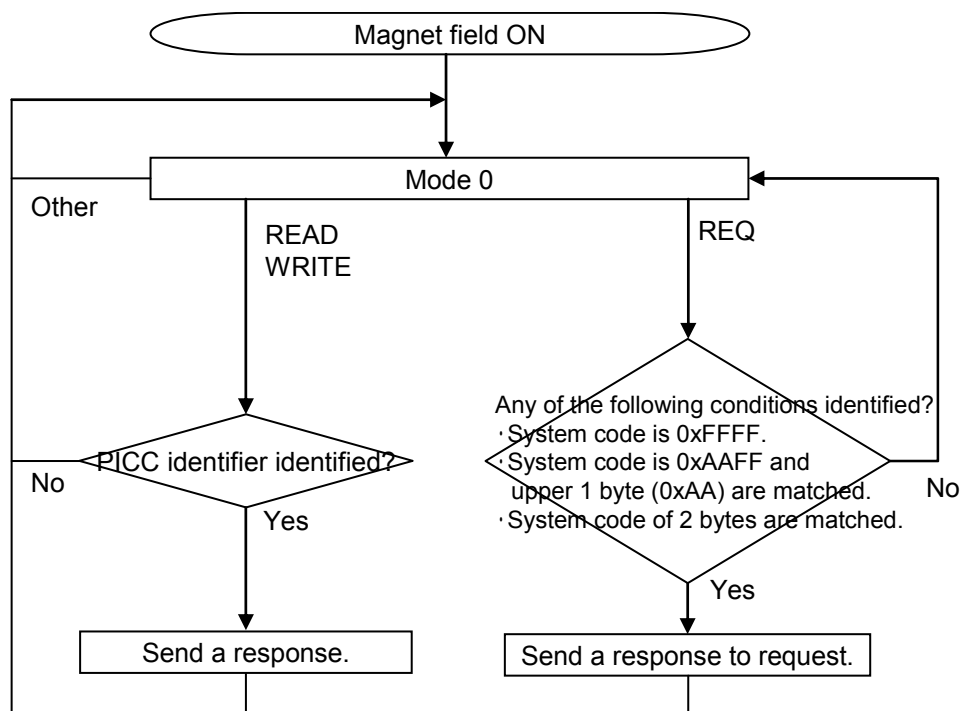 Magnet field ON
Mode 0
Other
READ
WRITE
REQ
Any of the following conditions identified?
·System code is 0xFFFF.
·System code is 0xAAFF and
upper 1 byte (0xAA) are matched.
·System code of 2 bytes are matched.
PICC identifier identified?
No
No
Yes
Yes
Send a response.
Send a response to request.